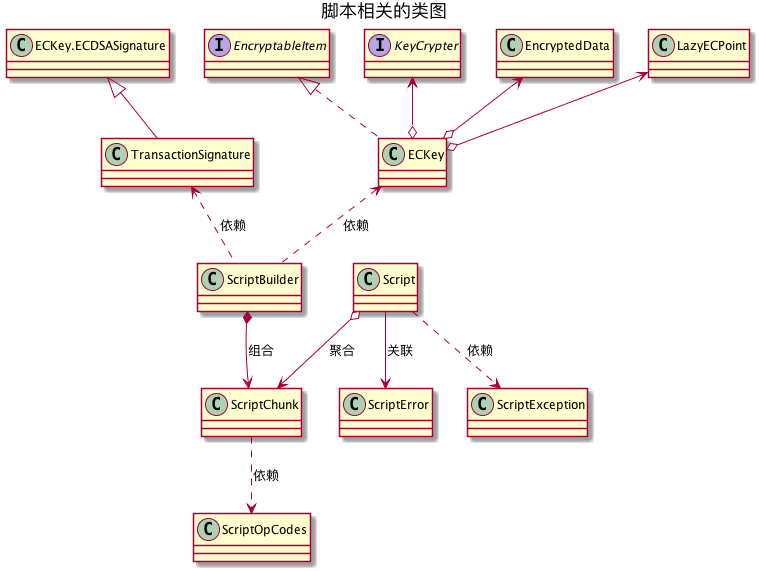 脚本相关的类图
C ECKey.ECDSASignature
I EncryptableItem
I KeyCrypter
C EncryptedData
C LazyECPoint
C TransactionSignature
C ECKey
依赖
依赖
C ScriptBuilder
C Script
组合
聚合
关联
依赖
C ScriptChunk
C ScriptError
C ScriptException
依赖
C ScriptOpCodes